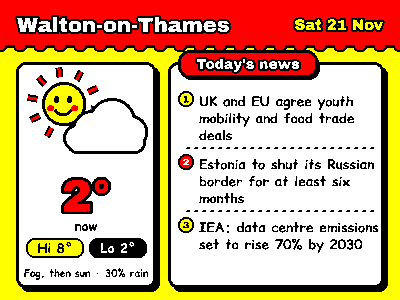 Walton-on-Thames
Sat 21 Nov
2°
now
Hi 8°
Lo 2°
Fog, then sun · 30% rain
Today's news
1 UK and EU agree youth
mobility and food trade
deals
2 Estonia to shut its Russian
border for at least six
months
3 IEA: data centre emissions
set to rise 70% by 2030